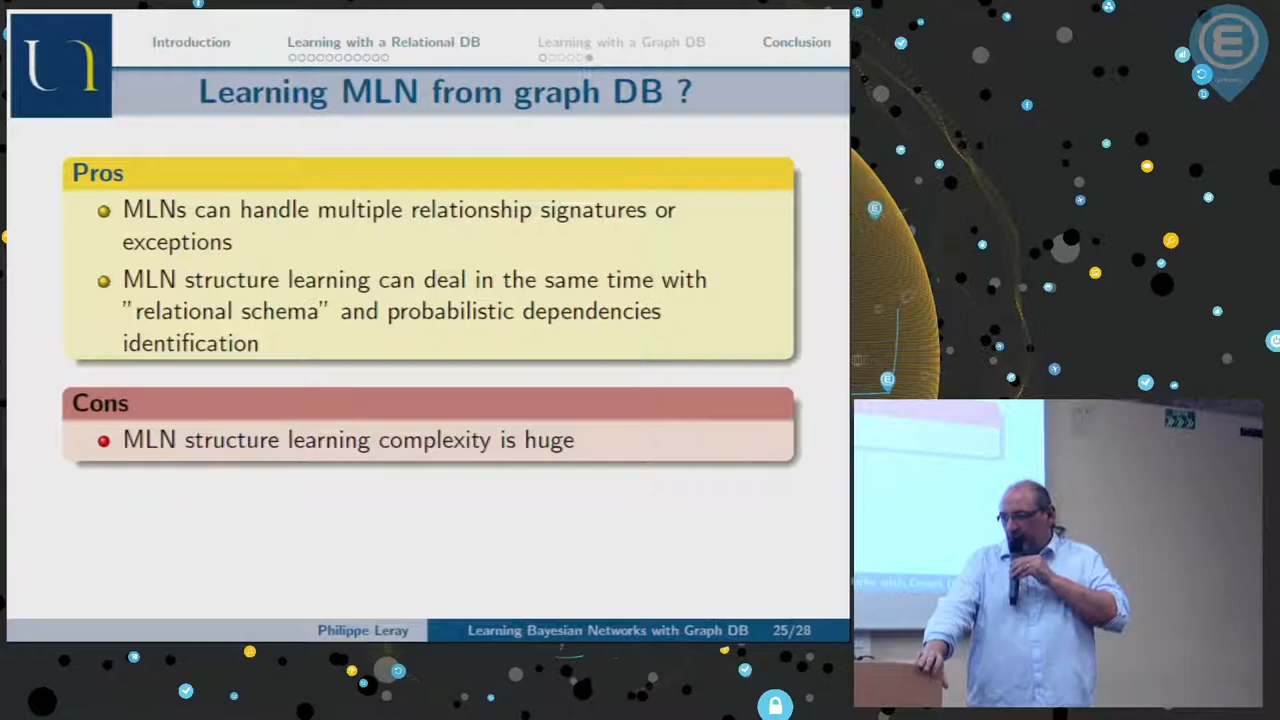 Introduction
Learning with a Relational DB
Learning with a Graph DB
Conclusion
Learning MLN from graph DB ?
Pros
MLNs can handle multiple relationship signatures or
exceptions
MLN structure learning can deal in the same time with
"relational schema" and probabilistic dependencies
identification
Cons
MLN structure learning complexity is huge
Philippe Leray
Learning Bayesian Networks with Graph DB
25/28